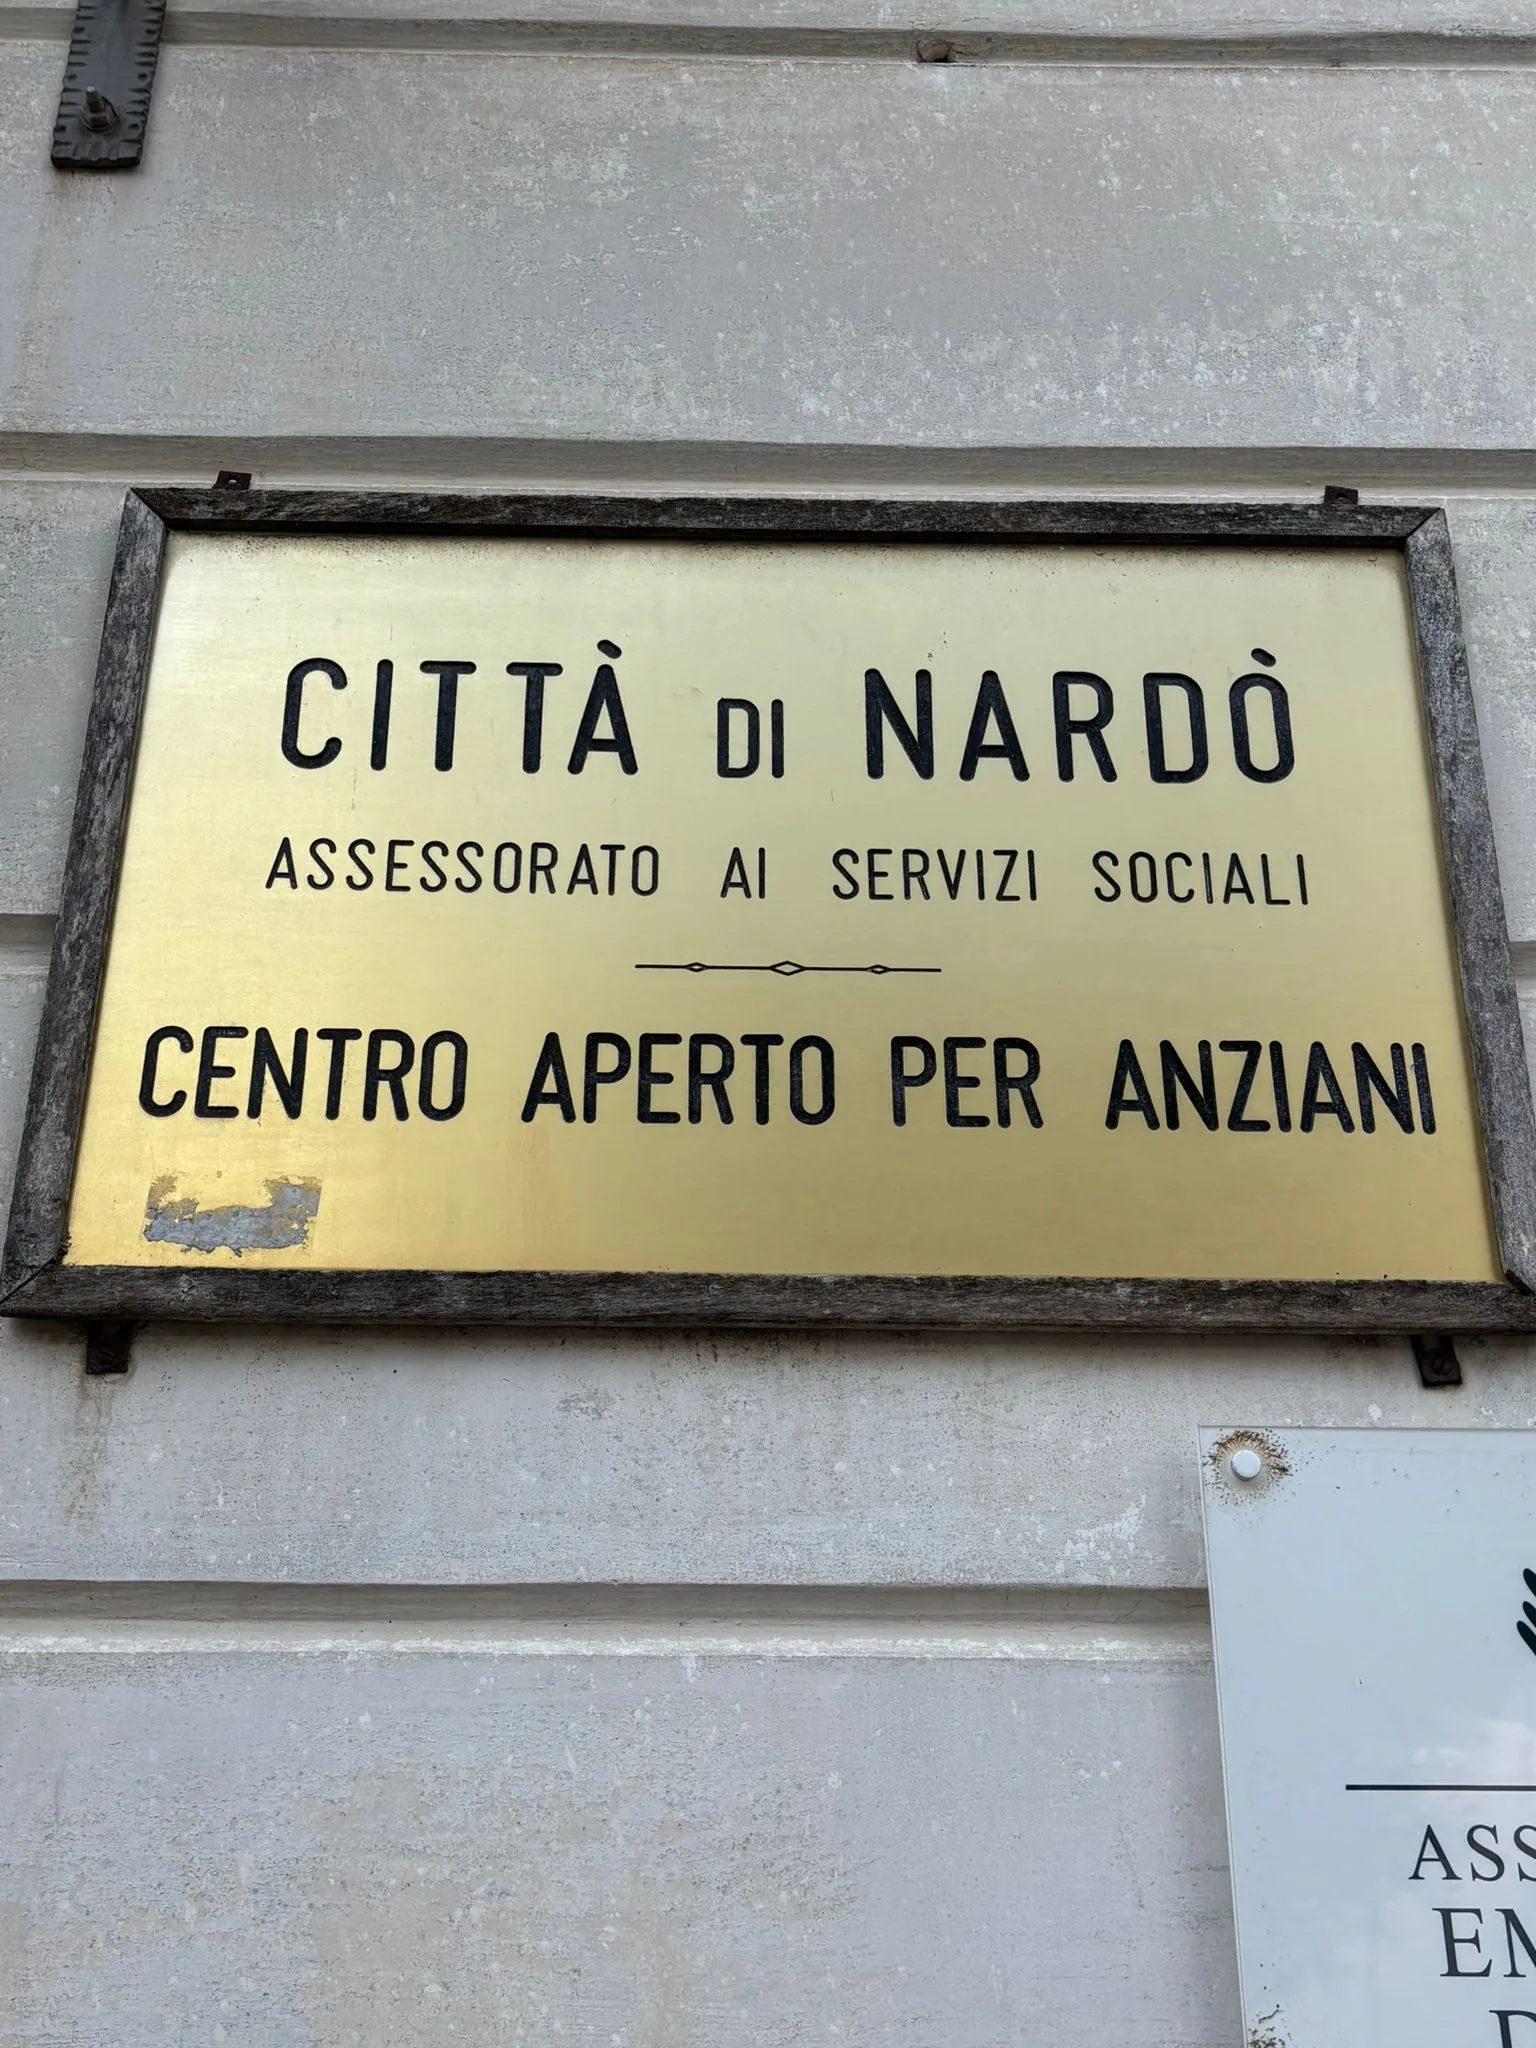 CITTÀ DI NARDÒ
ASSESSORATO AI SERVIZI SOCIALI
CENTRO APERTO PER ANZIANI